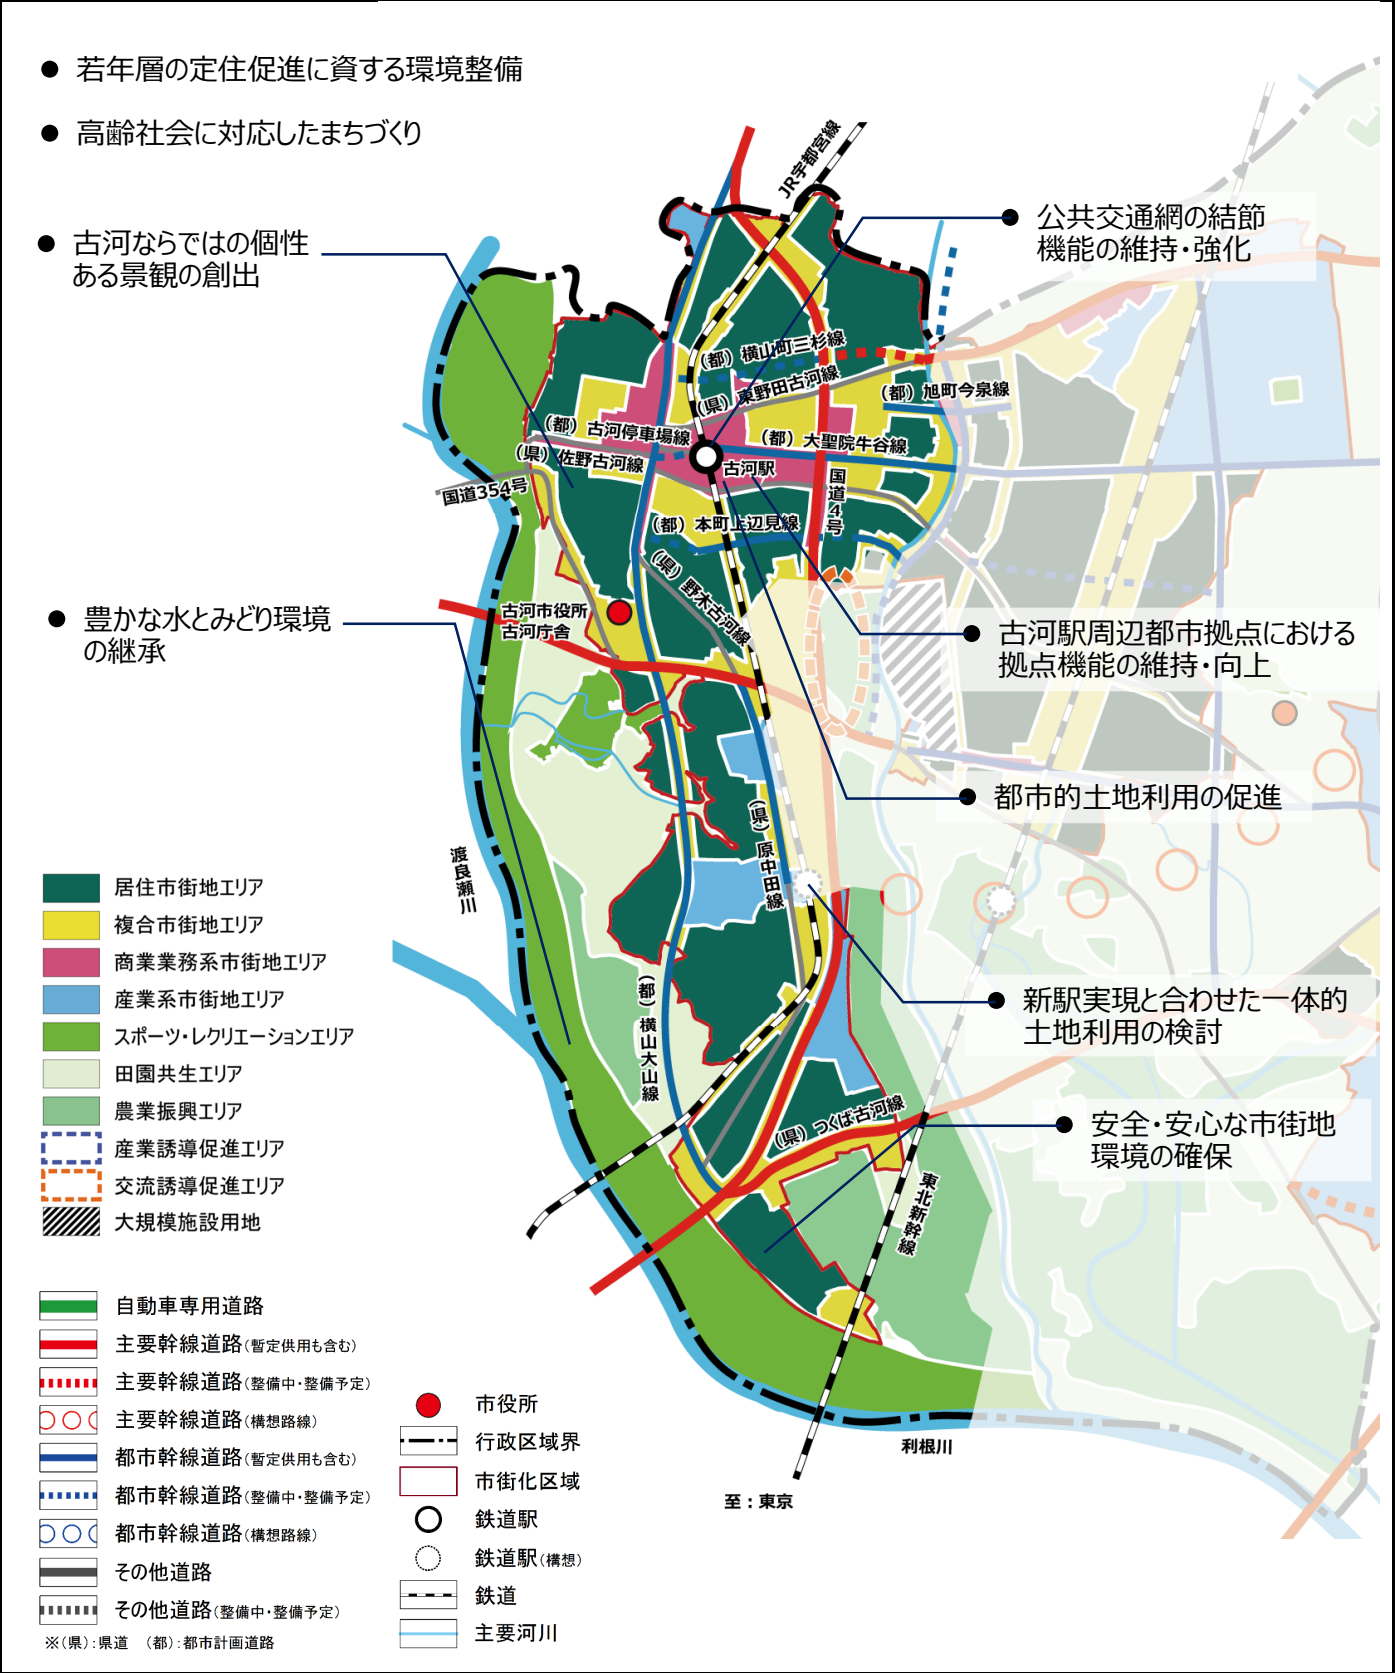 ● 若年層の定住促進に資する環境整備
● 高齢社会に対応したまちづくり
● 古河ならではの個性
ある景観の創出
● 豊かな水とみどり環境
の継承
● 公共交通網の結節
機能の維持・強化
● 古河駅周辺都市拠点における
拠点機能の維持・向上
● 都市的土地利用の促進
● 新駅実現と合わせた一体的
土地利用の検討
● 安全・安心な市街地
環境の確保
JR宇都宮線
（都）横山町三杉線
（県）東野田古河線
（都）旭町今泉線
（都）古河停車場線
（都）大聖院牛谷線
（県）佐野古河線
古河駅
国道354号
国道4号
（都）本町上辺見線
（県）野木古河線
古河市役所
古河庁舎
（県）原中田線
渡良瀬川
（都）横山大山線
（県）つくば古河線
東北新幹線
利根川
至：東京
居住市街地エリア
複合市街地エリア
商業業務系市街地エリア
産業系市街地エリア
スポーツ・レクリエーションエリア
田園共生エリア
農業振興エリア
産業誘導促進エリア
交流誘導促進エリア
大規模施設用地
自動車専用道路
主要幹線道路（暫定供用も含む）
主要幹線道路（整備中・整備予定）
主要幹線道路（構想路線）
都市幹線道路（暫定供用も含む）
都市幹線道路（整備中・整備予定）
都市幹線道路（構想路線）
その他道路
その他道路（整備中・整備予定）
※（県）：県道　（都）：都市計画道路
市役所
行政区域界
市街化区域
鉄道駅
鉄道駅（構想）
鉄道
主要河川